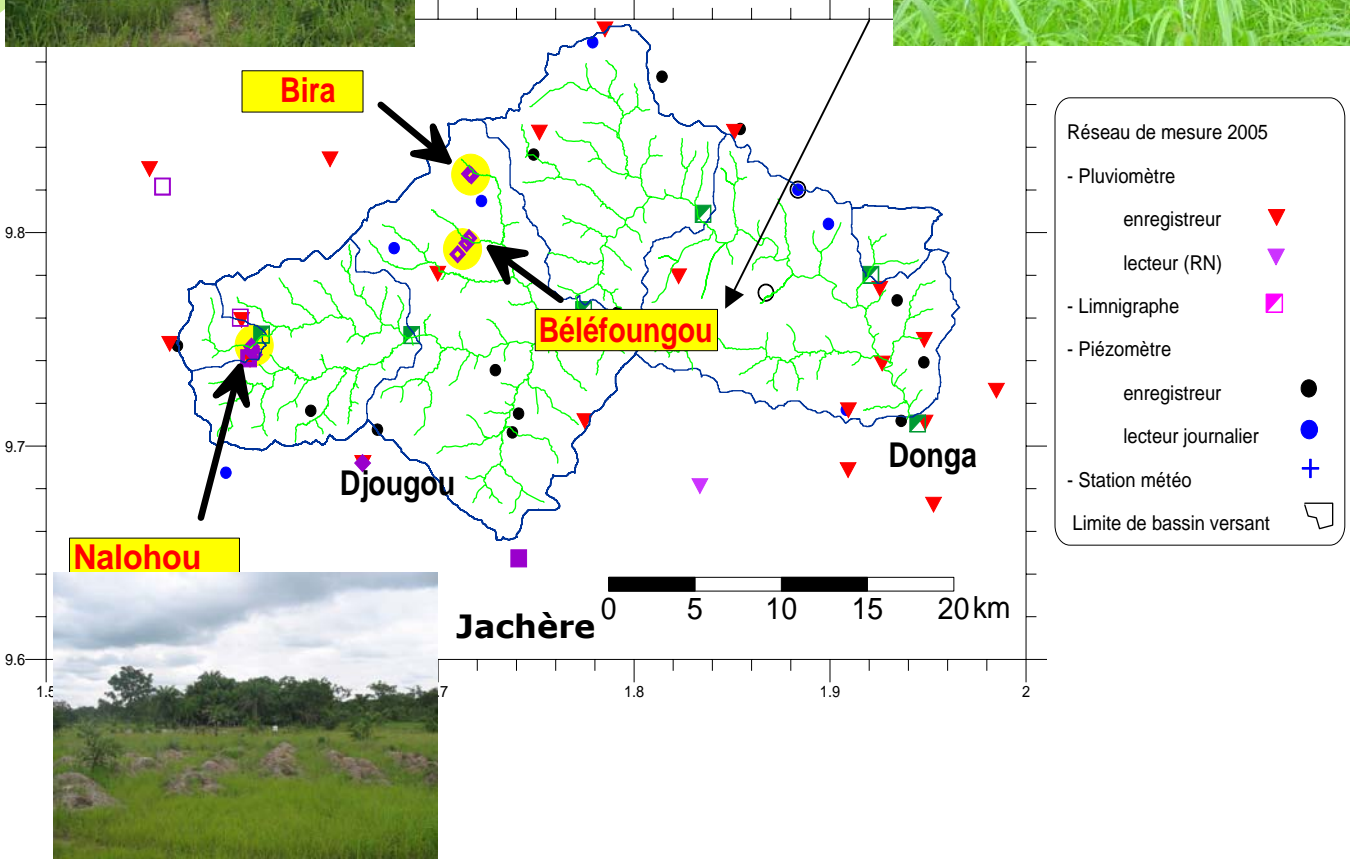 Bira
Réseau de mesure 2005
- Pluviomètre
enregistreur
lecteur (RN)
- Limnigraphe
- Piézomètre
enregistreur
lecteur journalier
- Station météo
Limite de bassin versant
9.8
Béléfoungou
9.7
Djougou
Donga
Nalohou
0 5 10 15 20 km
Jachère
9.6
1.8 1.9 2